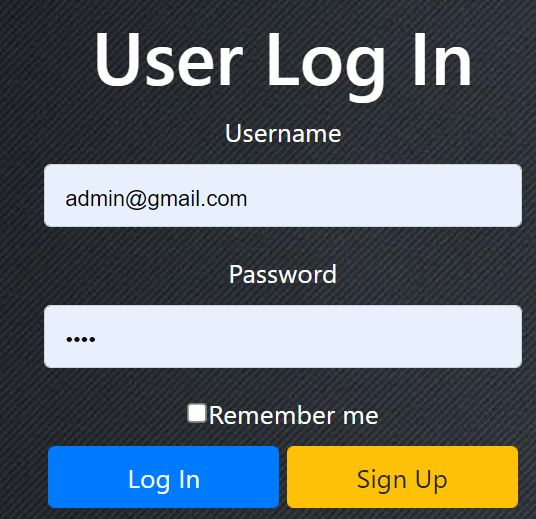 User Log In
Username
admin@gmail.com
Password
••••
Remember me
Log In Sign Up